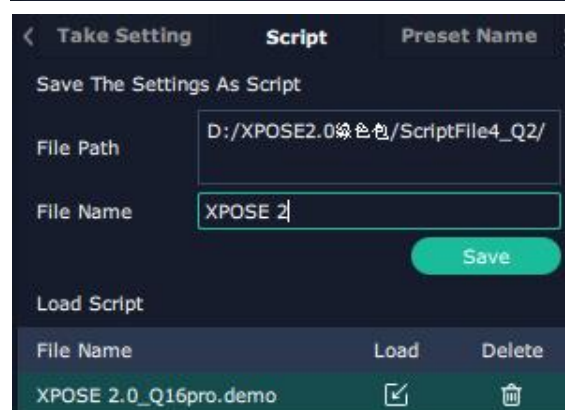 Take Setting Script Preset Name
Save The Settings As Script
File Path D:/XPOSE2.0绿色包/ScriptFile4_Q2/
File Name XPOSE 2
Save
Load Script
File Name Load Delete
XPOSE 2.0_Q16pro.demo